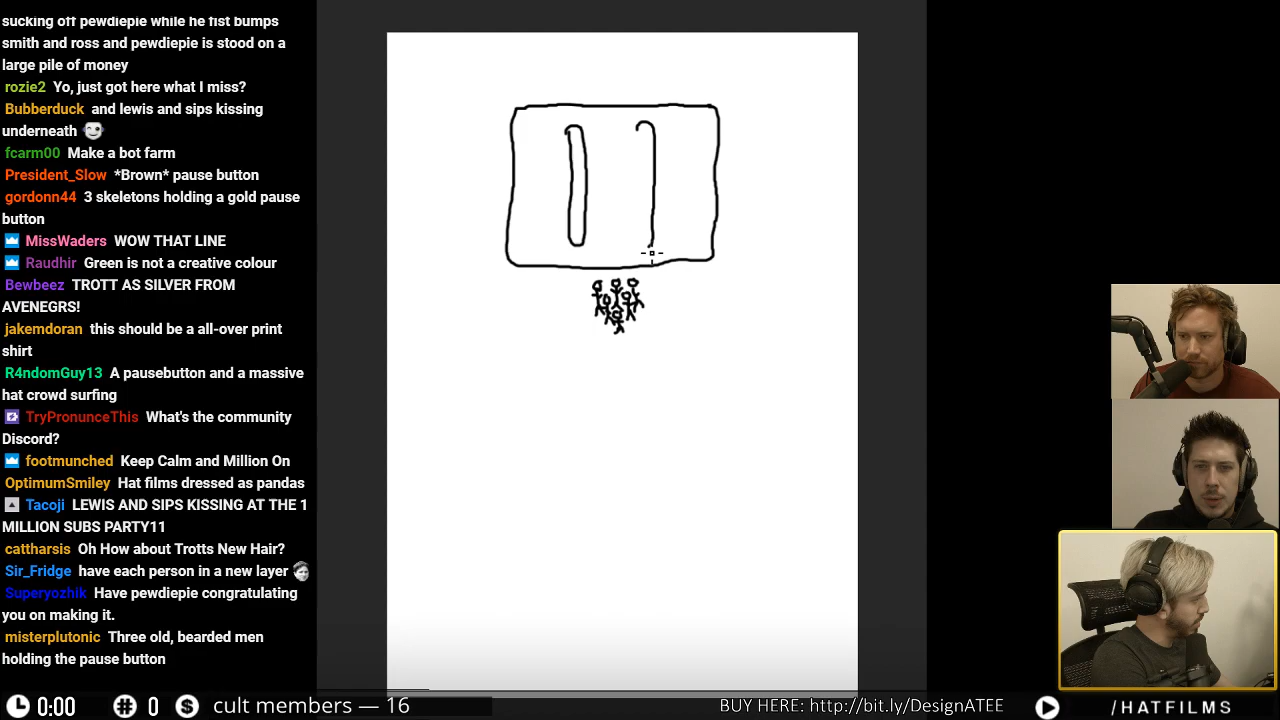 sucking off pewdiepie while he fist bumps
smith and ross and pewdiepie is stood on a
large pile of money
rozie2 Yo, just got here what I miss?
Bubberduck and lewis and sips kissing
underneath
fcarm00 Make a bot farm
President_Slow *Brown* pause button
gordonn44 3 skeletons holding a gold pause
button
MissWaders WOW THAT LINE
Raudhir Green is not a creative colour
Bewbeez TROTT AS SILVER FROM
AVENEGRS!
jakemdoran this should be a all-over print
shirt
R4ndomGuy13 A pausebutton and a massive
hat crowd surfing
TryPronunceThis What's the community
Discord?
footmunched Keep Calm and Million On
OptimumSmiley Hat films dressed as pandas
Tacoji LEWIS AND SIPS KISSING AT THE 1
MILLION SUBS PARTY11
cattharsis Oh How about Trotts New Hair?
Sir_Fridge have each person in a new layer
Superyozhik Have pewdiepie congratulating
you on making it.
misterplutonic Three old, bearded men
holding the pause button
0:00 # 0 $ cult members — 16 BUY HERE: http://bit.ly/DesignATEE /HATFILMS